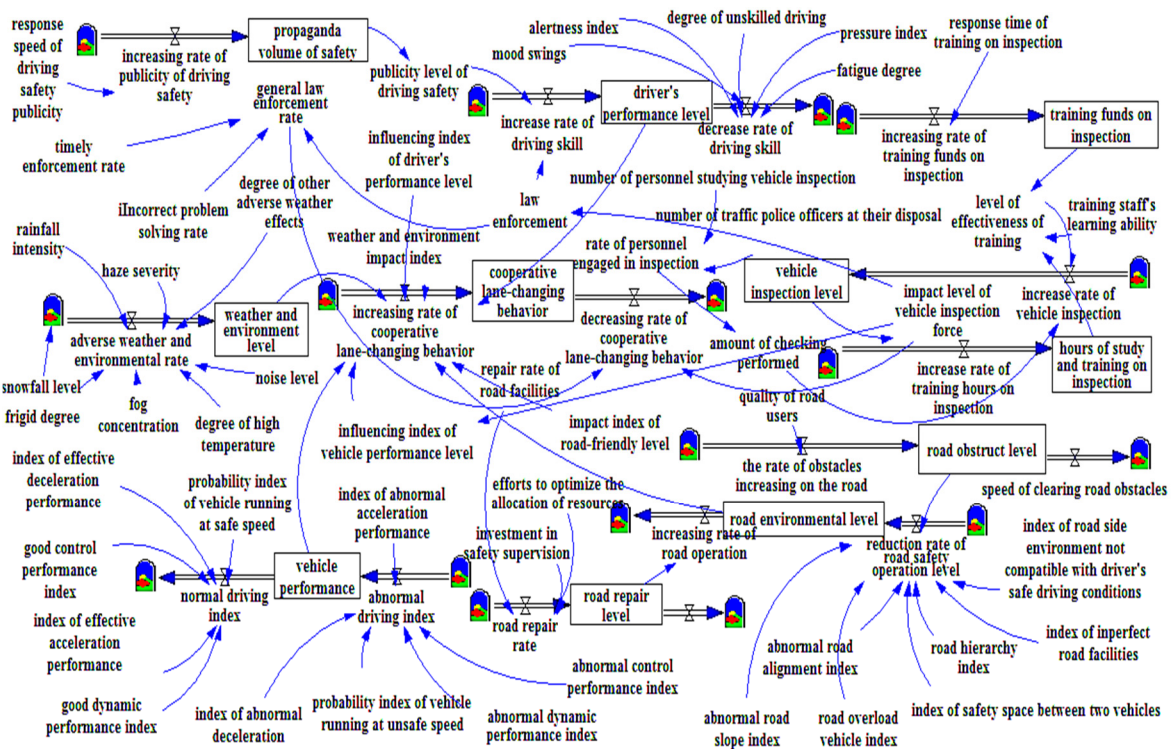 response
speed of
driving
safety
publicity
increasing rate of
publicity of driving
safety
propaganda
volume of safety
publicity level of
driving safety
general law
enforcement
rate
timely
enforcement rate
iIncorrect problem
solving rate
degree of other
adverse weather
effects
influencing index
of driver's
performance level
alertness index
mood swings
degree of unskilled driving
pressure index
fatigue degree
increase rate of
driving skill
driver's
performance level
decrease rate of
driving skill
response time of
training on inspection
increasing rate of
training funds on
inspection
training funds on
inspection
law
enforcement
number of personnel studying vehicle inspection
number of traffic police officers at their disposal
level of
effectiveness of
training
training staff's
learning ability
rainfall
intensity
haze severity
weather and environment
impact index
rate of personnel
engaged in inspection
vehicle
inspection level
increase rate of
vehicle inspection
impact level of
vehicle inspection
force
cooperative
lane-changing
behavior
increasing rate of
cooperative
lane-changing behavior
decreasing rate of
cooperative
lane-changing behavior
weather and
environment
level
adverse weather and
environmental rate
snowfall level
frigid degree
fog
concentration
noise level
degree of high
temperature
amount of checking
performed
increase rate of
training hours on
inspection
hours of study
and training on
inspection
repair rate of
road facilities
quality of road
users
influencing index of
vehicle performance level
impact index of
road-friendly level
the rate of obstacles
increasing on the road
road obstruct level
speed of clearing road obstacles
index of effective
deceleration
performance
probability index
of vehicle running
at safe speed
index of abnormal
acceleration
performance
efforts to optimize the
allocation of resources
investment in
safety supervision
increasing rate of
road operation
road environmental level
reduction rate of
road safety
operation level
index of road side
environment not
compatible with driver's
safe driving conditions
good control
performance
index
normal driving
index
vehicle
performance
abnormal
driving index
index of effective
acceleration
performance
good dynamic
performance index
index of abnormal
deceleration
probability index of vehicle
running at unsafe speed
abnormal control
performance index
abnormal dynamic
performance index
road repair
rate
road repair
level
abnormal road
alignment index
road hierarchy
index
index of imperfect
road facilities
abnormal road
slope index
road overload
vehicle index
index of safety space between two vehicles